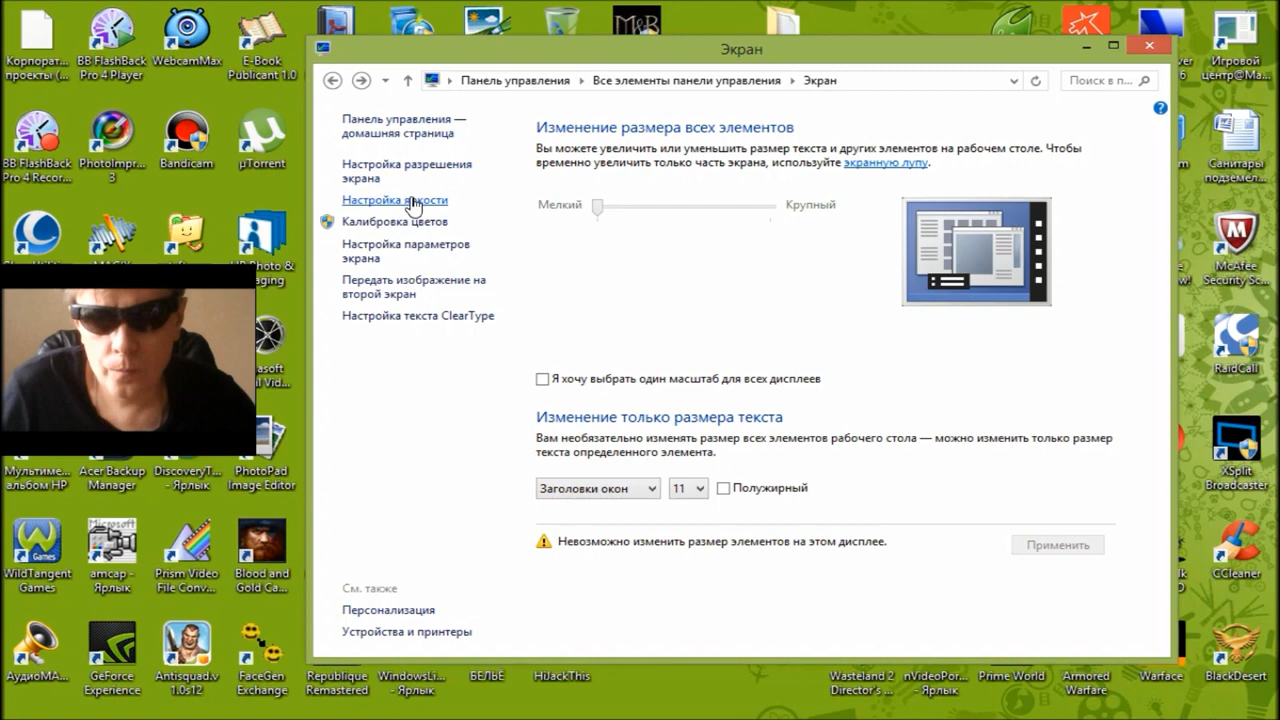 Экран
Панель управления
Все элементы панели управления
Экран
Поиск в п...
Панель управления —
домашняя страница
Настройка разрешения
экрана
Настройка яркости
Калибровка цветов
Настройка параметров
экрана
Передать изображение на
второй экран
Настройка текста ClearType
См. также
Персонализация
Устройства и принтеры
Изменение размера всех элементов
Вы можете увеличить или уменьшить размер текста и других элементов на рабочем столе. Чтобы
временно увеличить только часть экрана, используйте экранную лупу.
Мелкий
Крупный
Я хочу выбрать один масштаб для всех дисплеев
Изменение только размера текста
Вам необязательно изменять размер всех элементов рабочего стола — можно изменить только размер
текста определенного элемента.
Заголовки окон
11
Полужирный
Невозможно изменить размер элементов на этом дисплее.
Применить
Корпорат...
проекты (...
BB FlashBack
Pro 4 Player
WebcamMax
E-Book
Publicant 1.0
M&B
BB FlashBack
Pro 4 Recor...
PhotoImpr...
3
Bandicam
µTorrent
HP Photo &
Мультиме...
альбом HP
Acer Backup
Manager
DiscoveryT...
- Ярлык
PhotoPad
Image Editor
Games
WildTangent
Games
Microsoft
amcap -
Ярлык
Prism Video
File Conv...
Blood and
Gold Ca...
АудиоМА...
GeForce
Experience
Antisquad.v
1.0s12
FaceGen
Exchange
Republique
Remastered
WindowsLi...
- Ярлык
БЕЛЬЕ
HiJackThis
Wasteland 2
Director's ...
nVideoPor...
- Ярлык
Prime World
Armored
Warfare
Warface
BlackDesert
Игровой
центр@Ma...
Санитары
подземел...
McAfee
Security Sc...
RaidCall
XSplit
Broadcaster
CCleaner